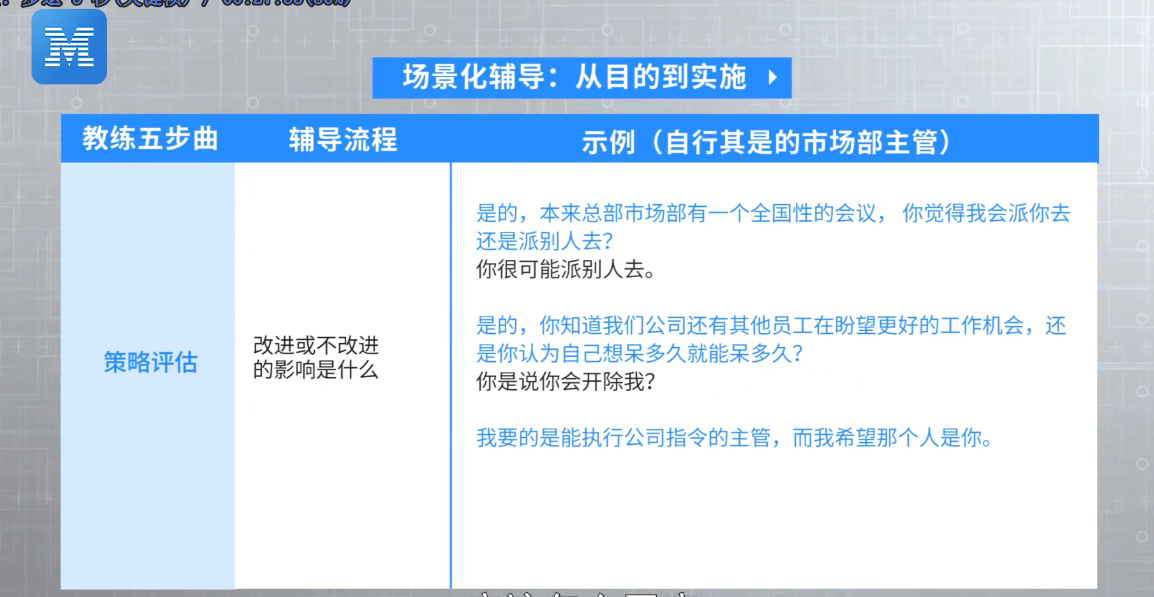 M
场景化辅导：从目的到实施
教练五步曲
辅导流程
示例（自行其是的市场部主管）
策略评估
改进或不改进
的影响是什么
是的，本来总部市场部有一个全国性的会议， 你觉得我会派你去
还是派别人去？
你很可能派别人去。
是的，你知道我们公司还有其他员工在盼望更好的工作机会，还
是你认为自己想呆多久就能呆多久？
你是说你会开除我？
我要的是能执行公司指令的主管，而我希望那个人是你。